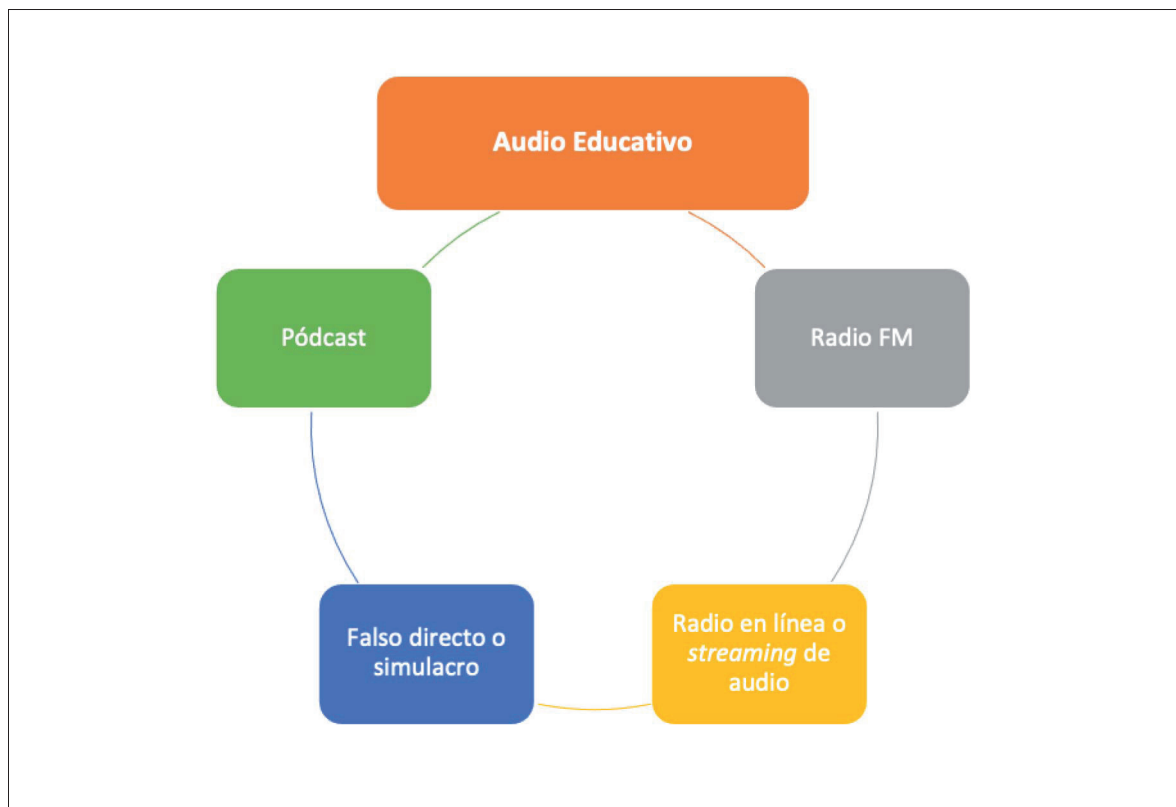 Audio Educativo
Pódcast
Radio FM
Falso directo o
simulacro
Radio en línea o
streaming de
audio